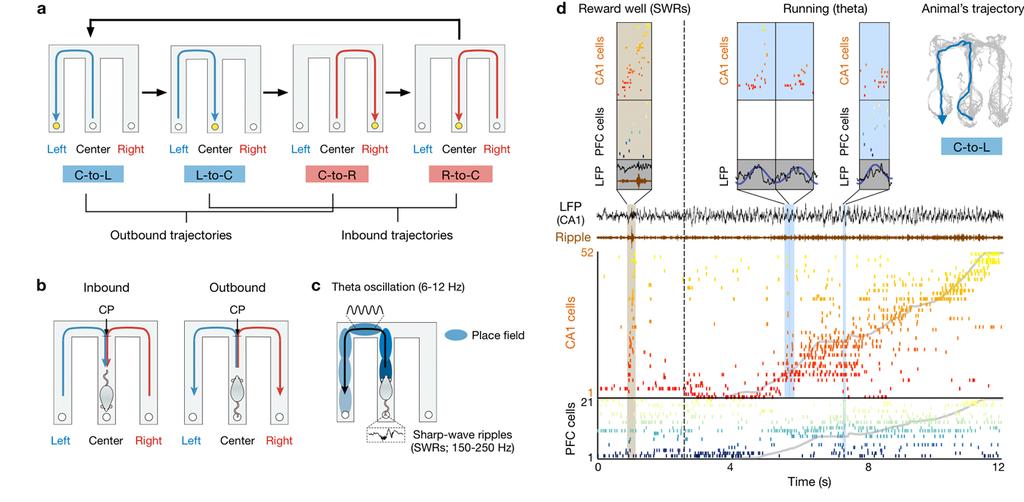 a
Left Center Right
Left Center Right
Left Center Right
Left Center Right
C-to-L
L-to-C
C-to-R
R-to-C
Outbound trajectories
Inbound trajectories
b
Inbound
Outbound
CP
CP
Left Center Right
Left Center Right
c
Theta oscillation (6-12 Hz)
Place field
Sharp-wave ripples
(SWRs; 150-250 Hz)
d
Reward well (SWRs)
Running (theta)
Animal's trajectory
CA1 cells
PFC cells
LFP
CA1 cells
LFP
CA1 cells
PFC cells
LFP
C-to-L
LFP
(CA1)
Ripple
52
CA1 cells
1
21
PFC cells
1
0
4
8
12
Time (s)